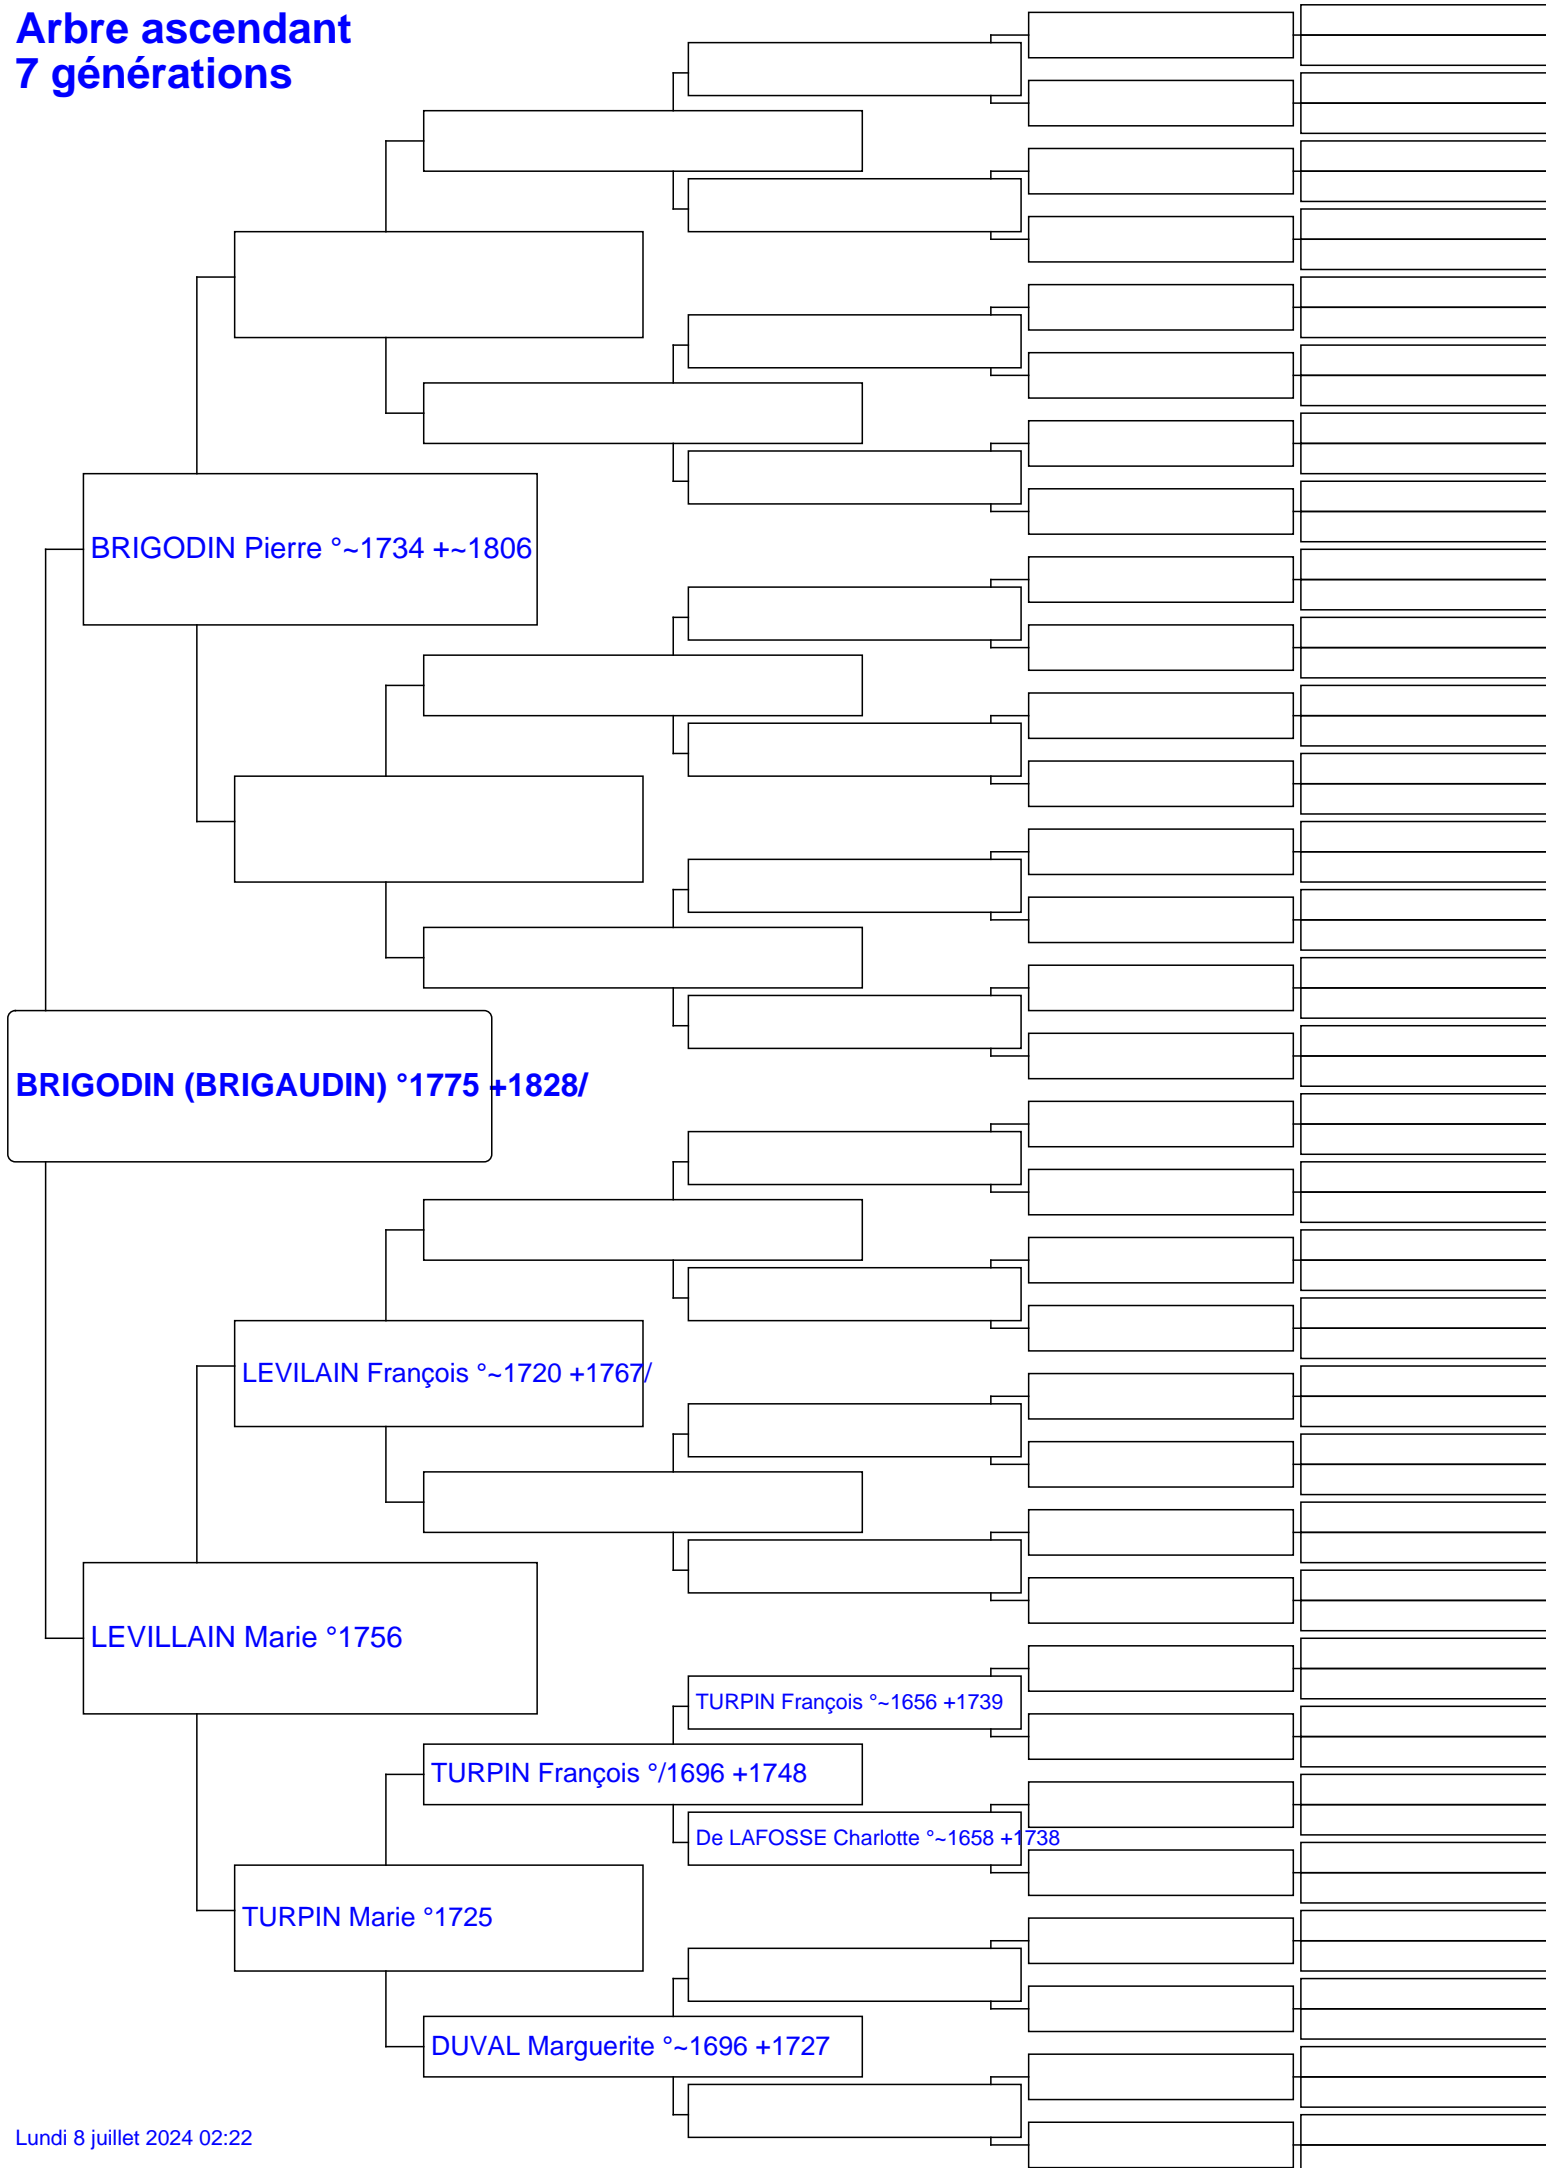 Arbre ascendant
7 générations
BRIGODIN Pierre °~1734 +~1806
BRIGODIN (BRIGAUDIN) °1775 +1828/
LEVILAIN François °~1720 +1767/
LEVILLAIN Marie °1756
TURPIN François °~1656 +1739
TURPIN François °/1696 +1748
De LAFOSSE Charlotte °~1658 +1738
TURPIN Marie °1725
DUVAL Marguerite °~1696 +1727
Lundi 8 juillet 2024 02:22